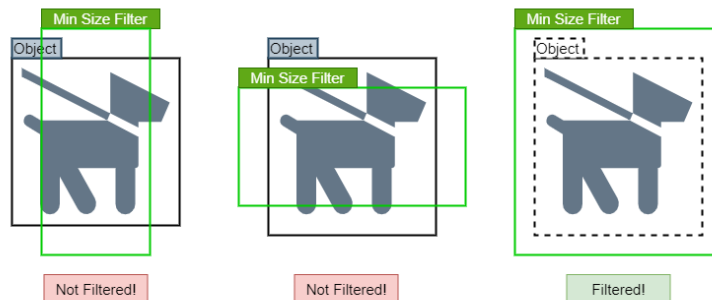 Min Size Filter
Object
Not Filtered!
Object
Min Size Filter
Not Filtered!
Min Size Filter
Object
Filtered!